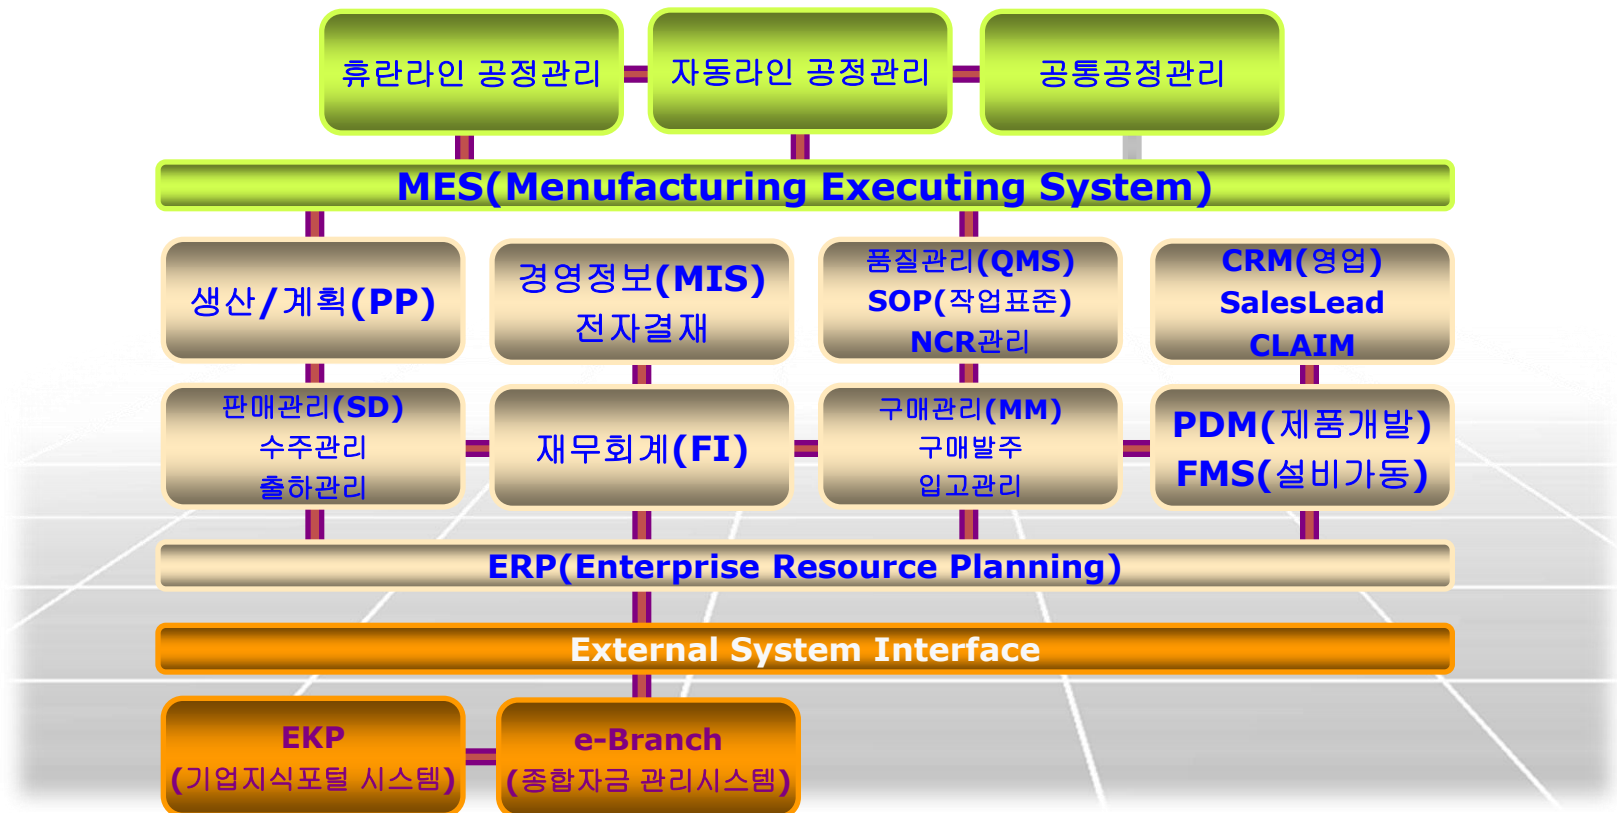 휴란라인 공정관리
자동라인 공정관리
공통공정관리
MES(Menufacturing Executing System)
생산/계획(PP)
경영정보(MIS)
전자결재
품질관리(QMS)
SOP(작업표준)
NCR관리
CRM(영업)
SalesLead
CLAIM
판매관리(SD)
수주관리
출하관리
재무회계(FI)
구매관리(MM)
구매발주
입고관리
PDM(제품개발)
FMS(설비가동)
ERP(Enterprise Resource Planning)
External System Interface
EKP
(기업지식포털 시스템)
e-Branch
(종합자금 관리시스템)